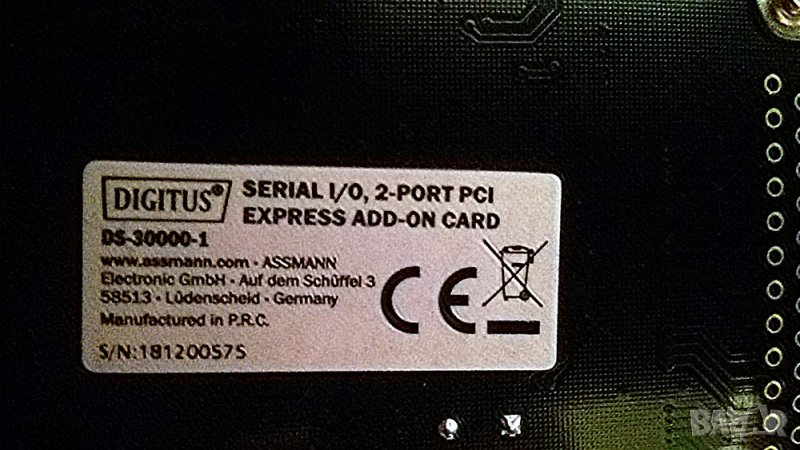 DIGITUS®
SERIAL I/O, 2-PORT PCI
EXPRESS ADD-ON CARD
DS-30000-1
www.assmann.com · ASSMANN
Electronic GmbH · Auf dem Schüffel 3
58513 · Lüdenscheid · Germany
Manufactured in P.R.C.
S/N:181200575
CE